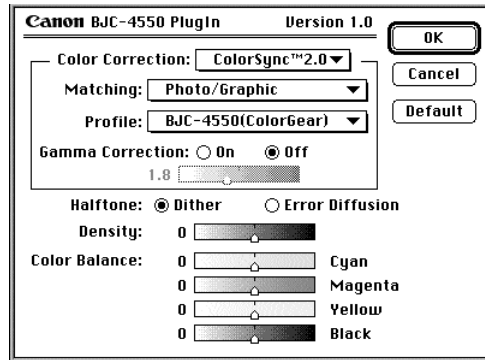 Canon BJC-4550 PlugIn Version 1.0
OK
Color Correction: ColorSync™2.0
Cancel
Matching: Photo/Graphic
Default
Profile: BJC-4550(ColorGear)
Gamma Correction: On Off
1.8
Halftone: Dither Error Diffusion
Density: 0
Color Balance: 0 Cyan
0 Magenta
0 Yellow
0 Black